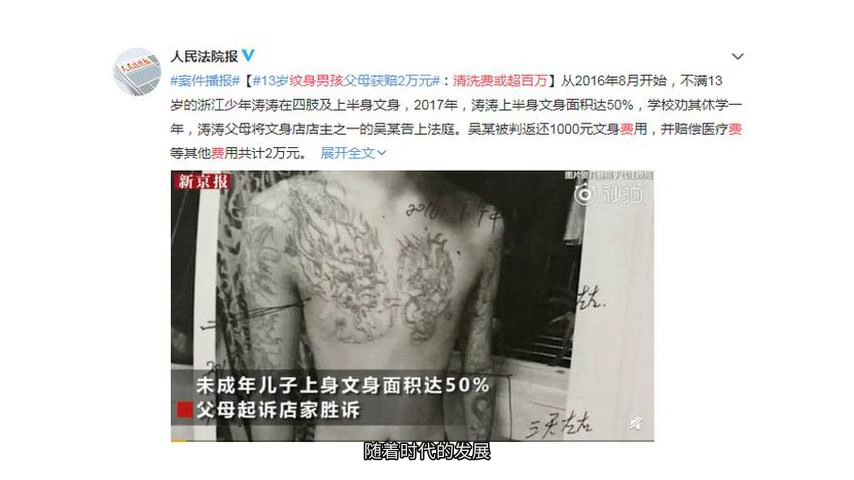 人民法院报
#案件播报#【#13岁纹身男孩父母获赔2万元#：清洗费或超百万】从2016年8月开始，不满13
岁的浙江少年涛涛在四肢及上半身文身，2017年，涛涛上半身文身面积达50%，学校劝其休学一
年，涛涛父母将文身店店主之一的吴某告上法庭。吴某被判返还1000元文身费用，并赔偿医疗费
等其他费用共计2万元。 展开全文
新京报
秒拍
2016
左左.
未成年儿子上身文身面积达50%
父母起诉店家胜诉
随着时代的发展